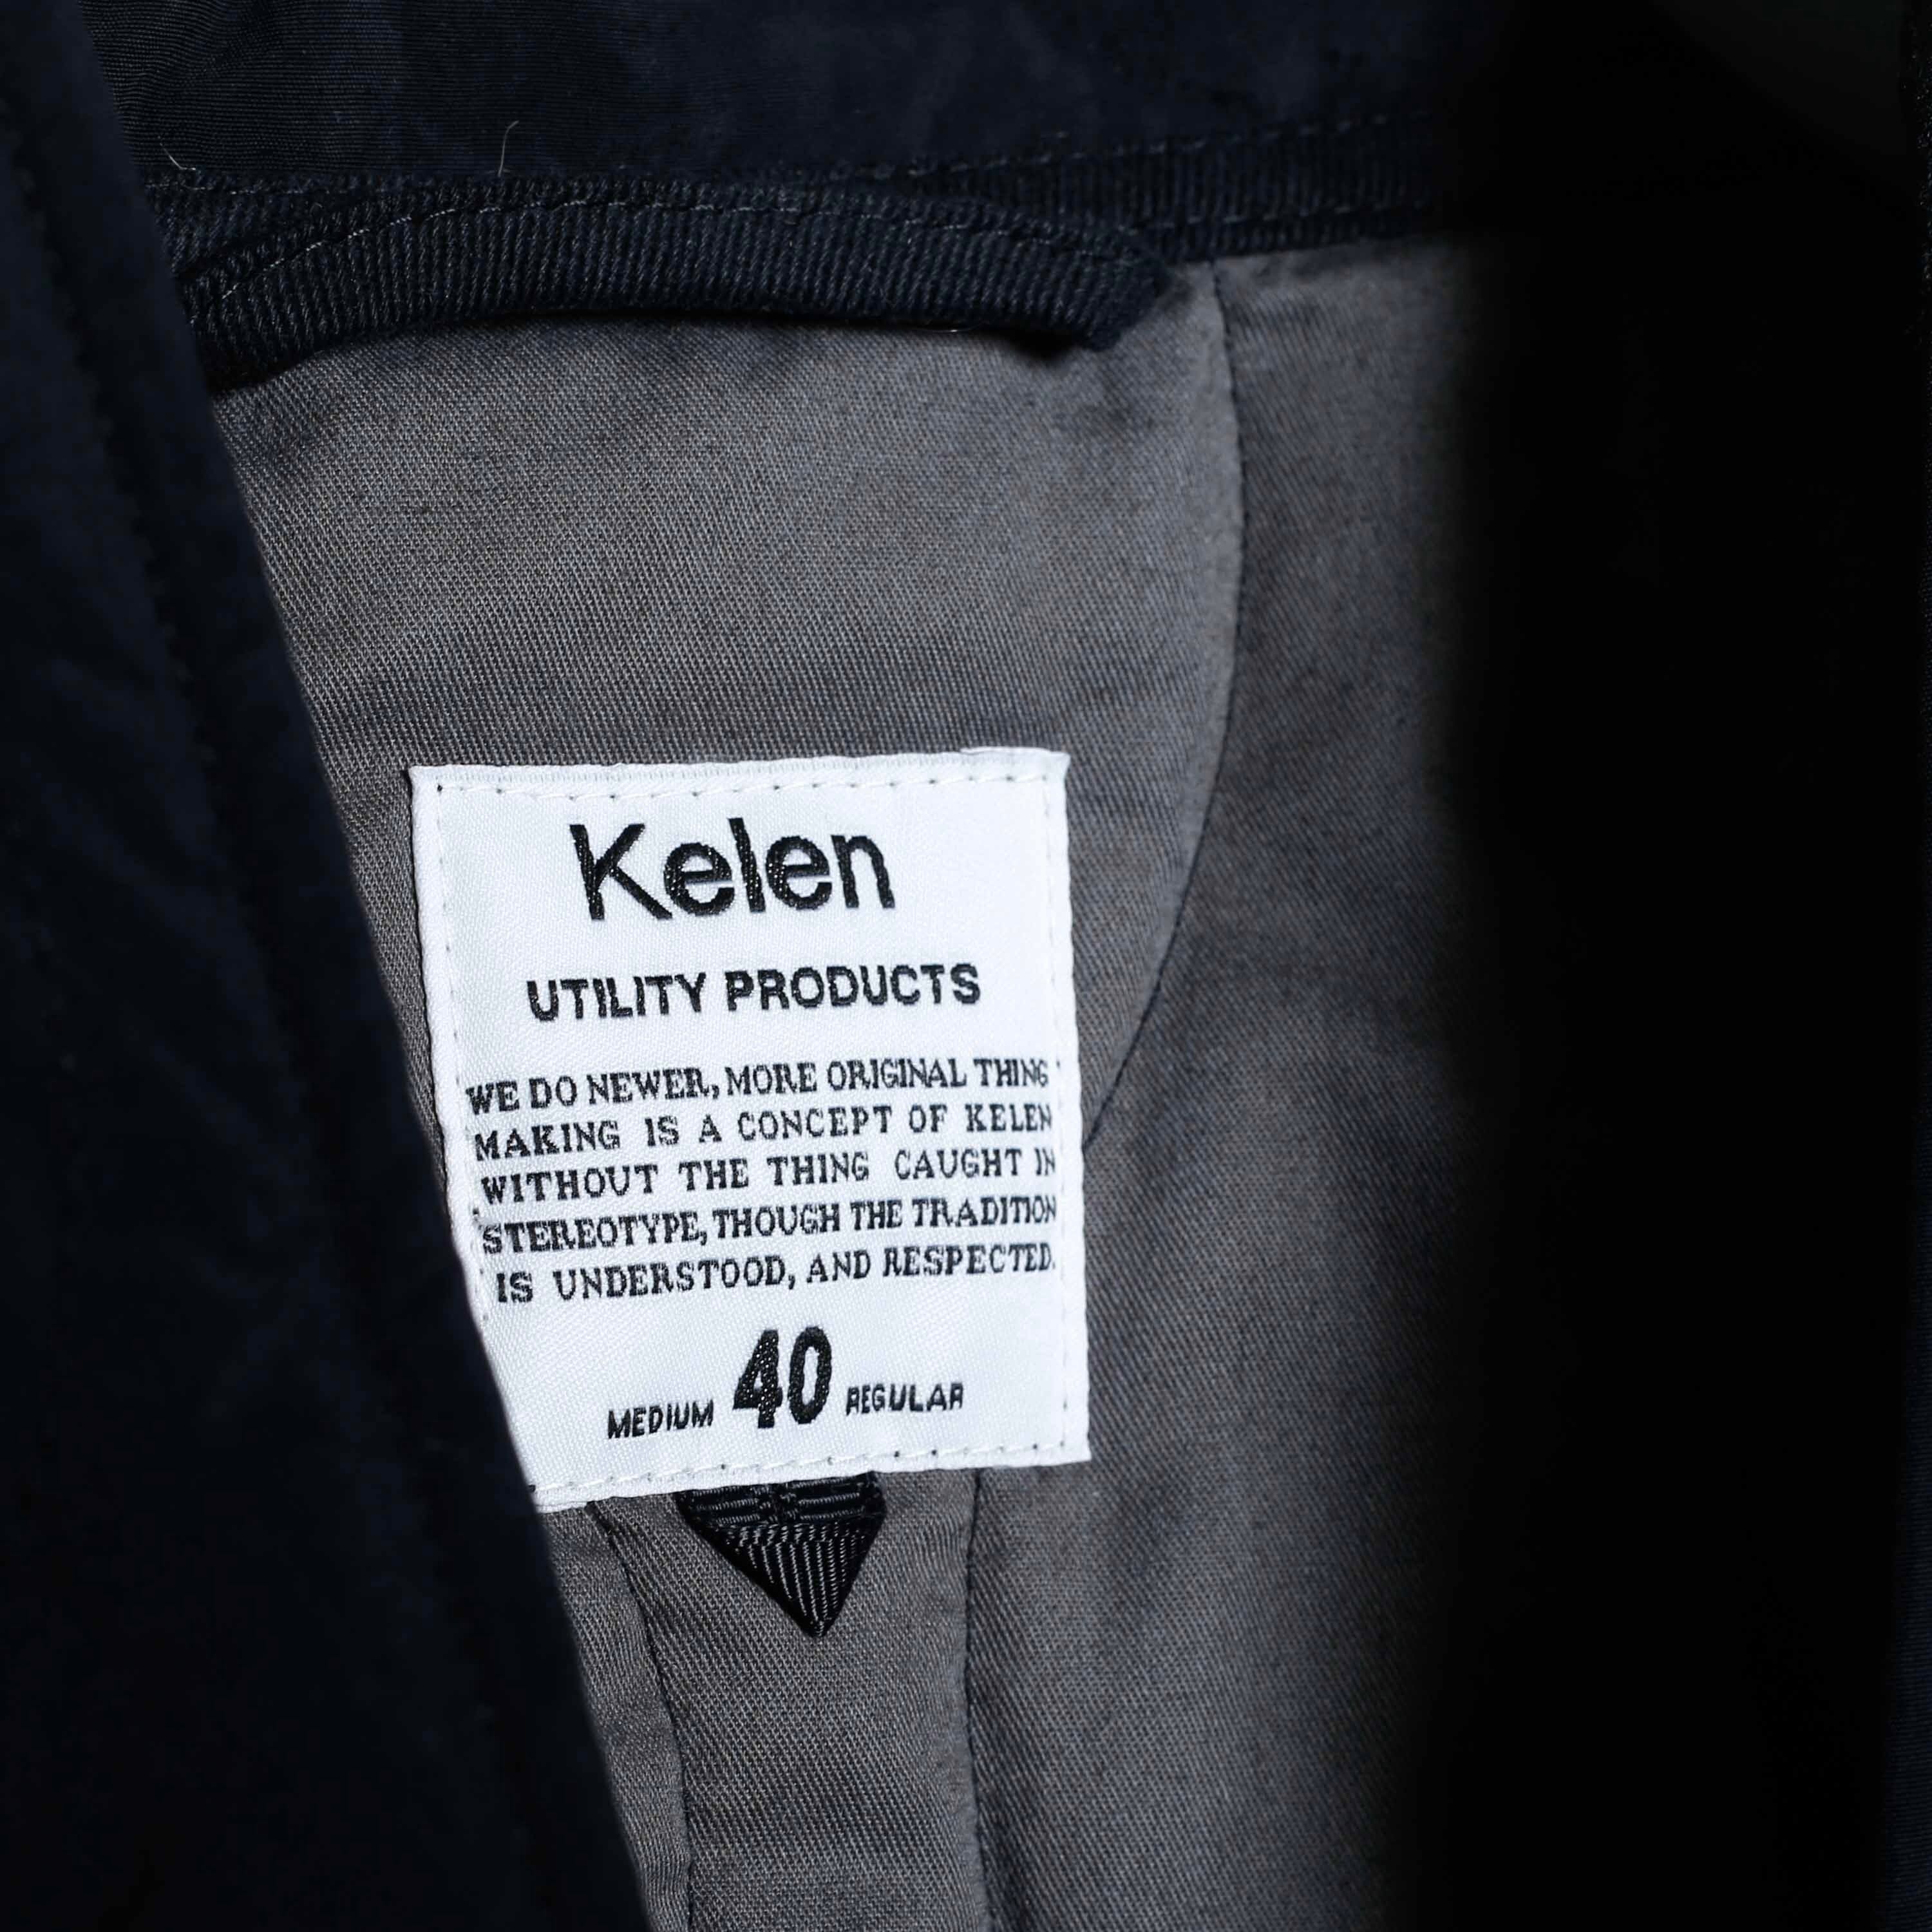 Kelen
UTILITY PRODUCTS
WE DO NEWER, MORE ORIGINAL THING
MAKING IS A CONCEPT OF KELEN
WITHOUT THE THING CAUGHT IN
STEREOTYPE, THOUGH THE TRADITION
IS UNDERSTOOD, AND RESPECTED.
MEDIUM 40 REGULAR